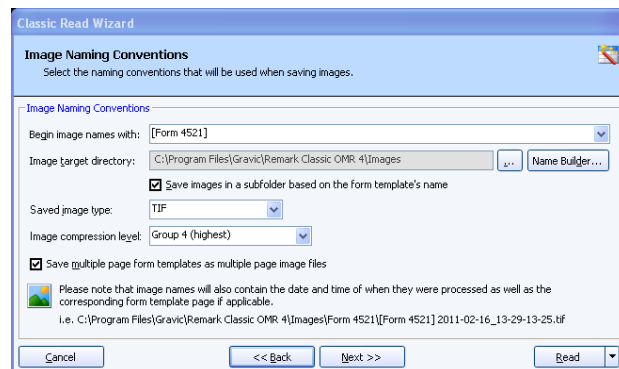 Classic Read Wizard
Image Naming Conventions
Select the naming conventions that will be used when saving images.
Image Naming Conventions
Begin image names with: [Form 4521]
Image target directory: C:\Program Files\Gravic\Remark Classic OMR 4\Images ... Name Builder...
Save images in a subfolder based on the form template's name
Saved image type: TIF
Image compression level: Group 4 (highest)
Save multiple page form templates as multiple page image files
Please note that image names will also contain the date and time of when they were processed as well as the
corresponding form template page if applicable.
i.e. C:\Program Files\Gravic\Remark Classic OMR 4\Images\Form 4521\[Form 4521] 2011-02-16_13-29-13-25.tif
Cancel << Back Next >> Read